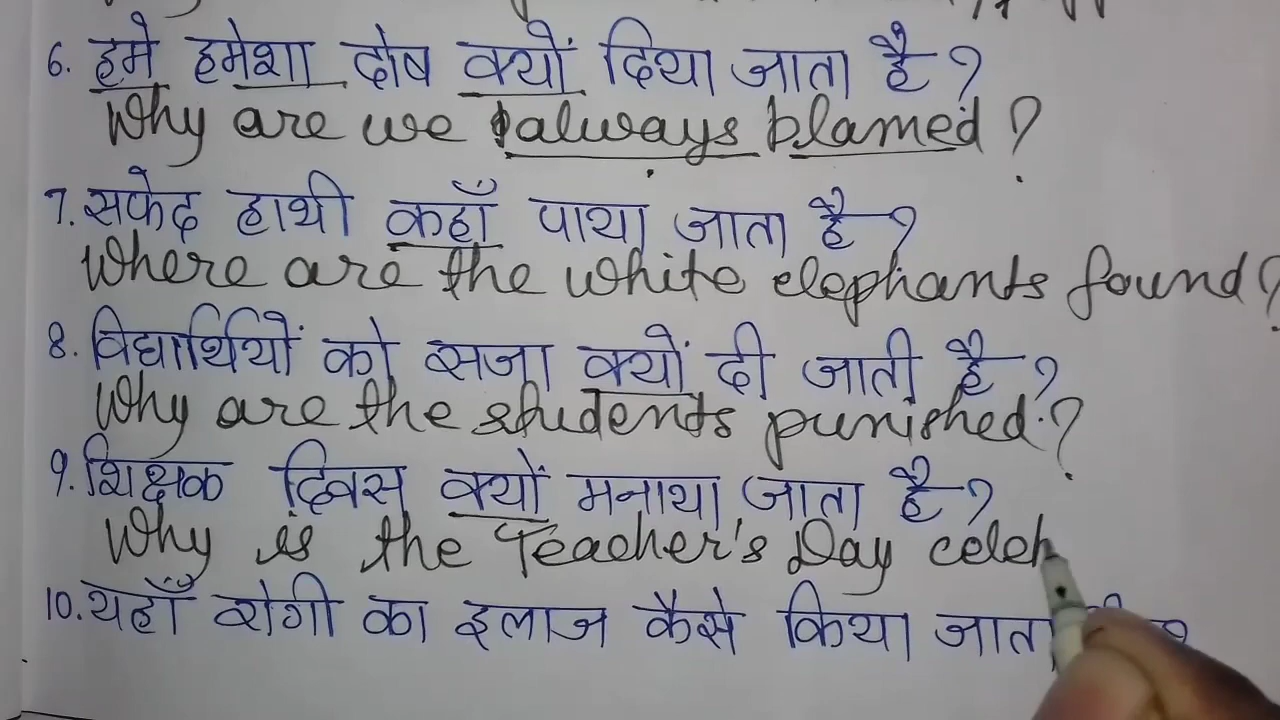 6. हमे हमेशा दोष क्यों दिया जाता है ?
Why are we always blamed ?
7. सफेद हाथी कहाँ पाया जाता है ?
Where are the white elephants found ?
8. विद्यार्थियों को सजा क्यों दी जाती है ?
Why are the students punished ?
9. शिक्षक दिवस क्यों मनाया जाता है ?
Why is the Teacher's Day celeb
10. यहाँ रोगी का इलाज कैसे किया जाता ?